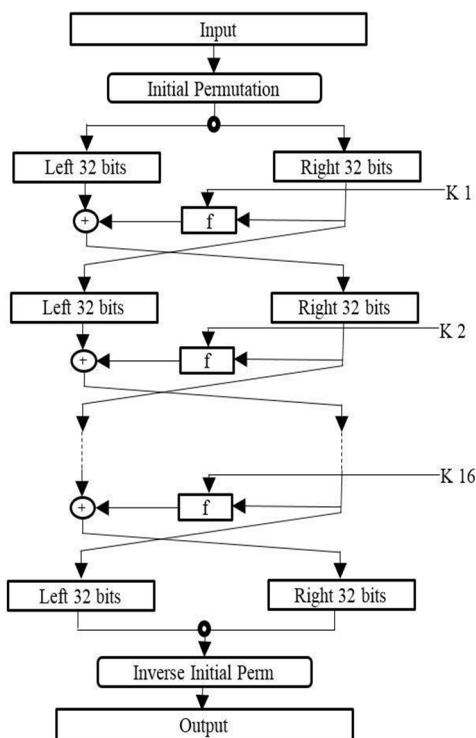 Input
Initial Permutation
Left 32 bits
Right 32 bits
K 1
+
f
Left 32 bits
Right 32 bits
K 2
+
f
K 16
+
f
Left 32 bits
Right 32 bits
Inverse Initial Perm
Output